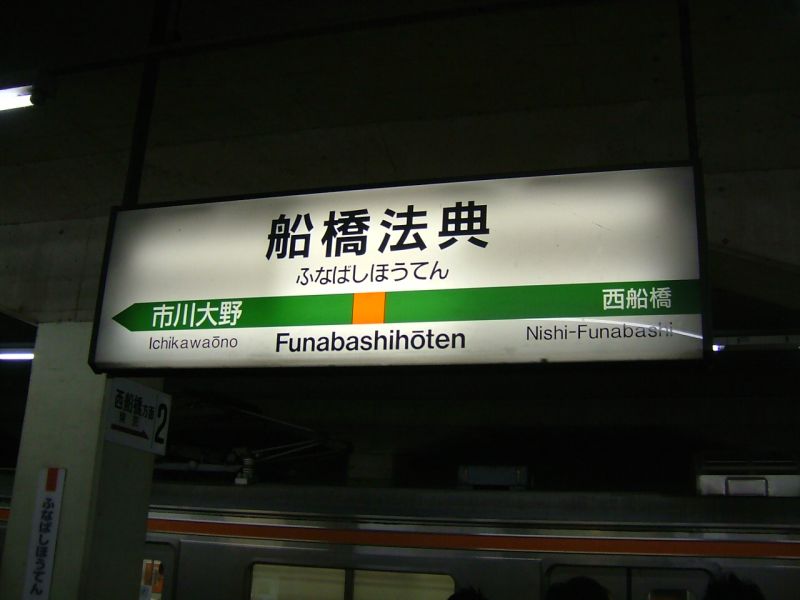 船橋法典
ふなばしほうてん
市川大野
西船橋
Ichikawaōno
Funabashihōten
Nishi-Funabashi
西船橋方面
2
ふなばしほうてん